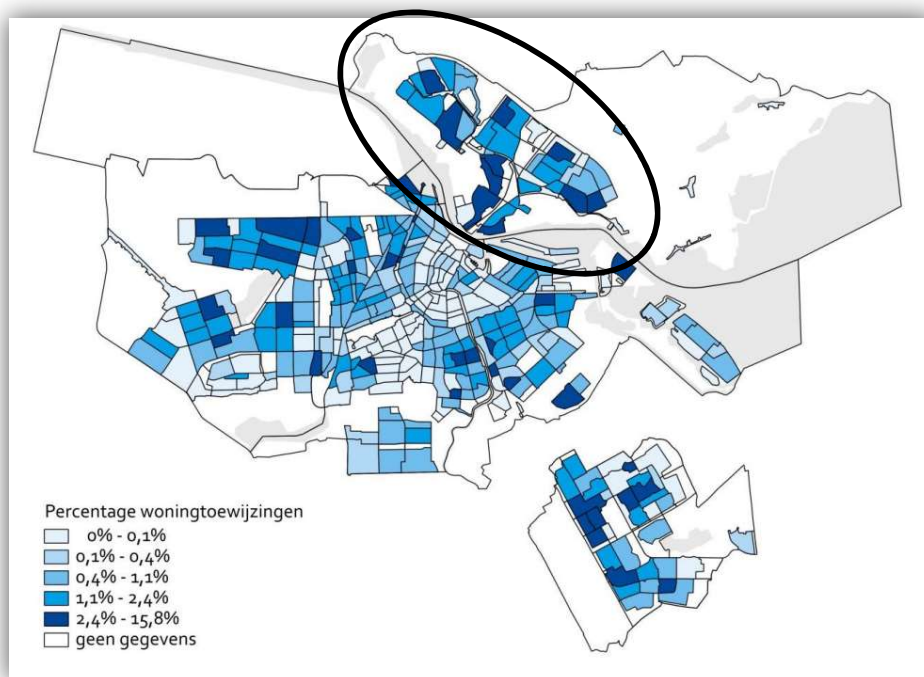 Percentage woningtoewijzingen
0% - 0,1%
0,1% - 0,4%
0,4% - 1,1%
1,1% - 2,4%
2,4% - 15,8%
geen gegevens